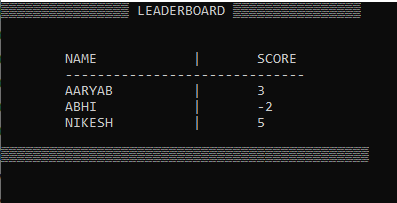 LEADERBOARD
NAME | SCORE
------------------------------
AARYAB | 3
ABHI | -2
NIKESH | 5